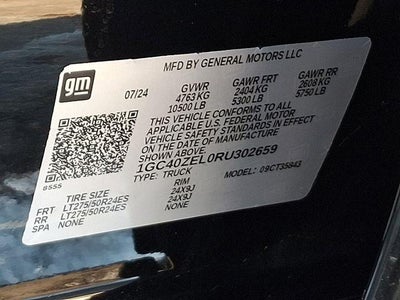 MFD BY GENERAL MOTORS LLC
gm
07/24 GVWR GAWR FRT GAWR RR
4763 KG 2404 KG 2608 KG
10500 LB 5300 LB 5750 LB
THIS VEHICLE CONFORMS TO ALL
APPLICABLE U.S. FEDERAL MOTOR
VEHICLE SAFETY STANDARDS IN EFFECT
ON THE DATE OF MANUFACTURE
SHOWN ABOVE.
1GC40ZEL0RU302659
TYPE: TRUCK MODEL: 09CT35843
8555
TIRE SIZE RIM
FRT LT275/50R24ES 24X9J
RR LT275/50R24ES 24X9J
SPA NONE NONE